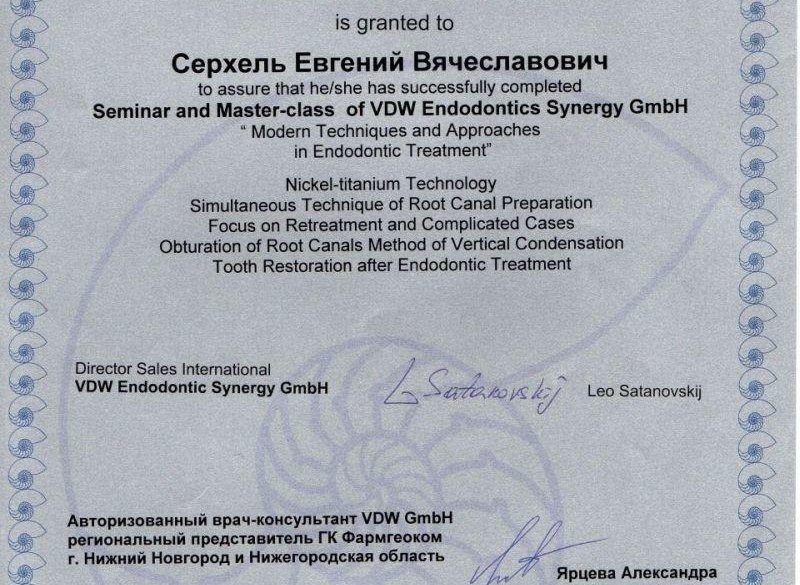 is granted to
Серхель Евгений Вячеславович
to assure that he/she has successfully completed
Seminar and Master-class of VDW Endodontics Synergy GmbH
“ Modern Techniques and Approaches
in Endodontic Treatment”
Nickel-titanium Technology
Simultaneous Technique of Root Canal Preparation
Focus on Retreatment and Complicated Cases
Obturation of Root Canals Method of Vertical Condensation
Tooth Restoration after Endodontic Treatment
Director Sales International
VDW Endodontic Synergy GmbH
L Satanovskij
Leo Satanovskij
Авторизованный врач-консультант VDW GmbH
региональный представитель ГК Фармгеоком
г. Нижний Новгород и Нижегородская область
Ярцева Александра